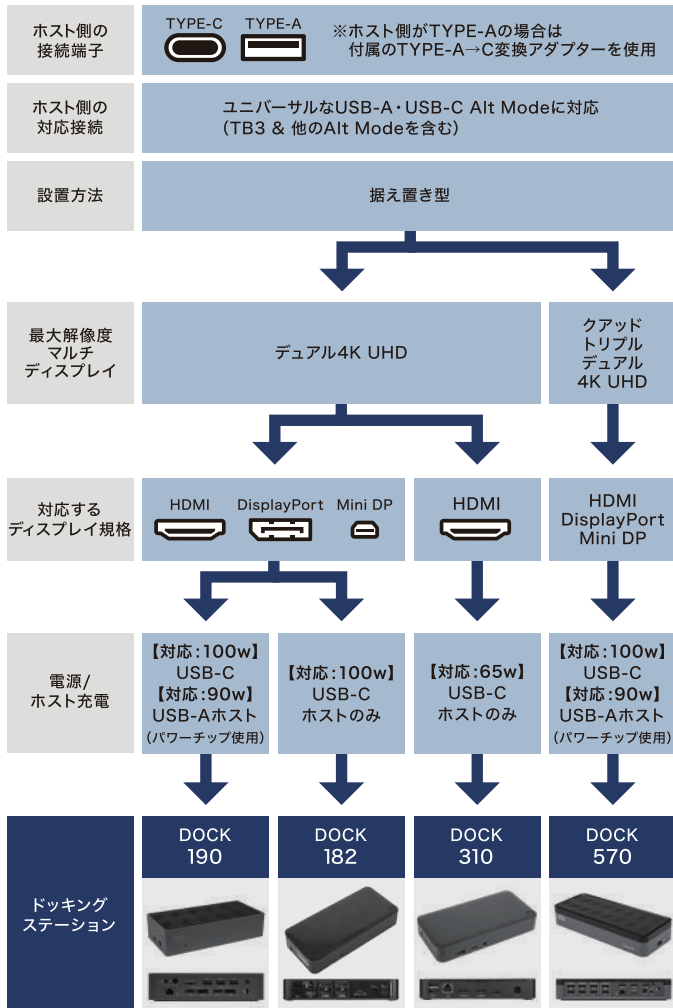 ホスト側の
接続端子
TYPE-C
TYPE-A
※ホスト側がTYPE-Aの場合は
付属のTYPE-A→C変換アダプターを使用
ホスト側の
対応接続
ユニバーサルなUSB-A・USB-C Alt Modeに対応
（TB3 & 他のAlt Modeを含む）
設置方法
据え置き型
最大解像度
マルチ
ディスプレイ
デュアル4K UHD
クアッド
トリプル
デュアル
4K UHD
対応する
ディスプレイ規格
HDMI
DisplayPort
Mini DP
HDMI
HDMI
DisplayPort
Mini DP
電源/
ホスト充電
【対応:100w】
USB-C
【対応:90w】
USB-Aホスト
（パワーチップ使用）
【対応:100w】
USB-C
ホストのみ
【対応:65w】
USB-C
ホストのみ
【対応:100w】
USB-C
【対応:90w】
USB-Aホスト
（パワーチップ使用）
ドッキング
ステーション
DOCK
190
DOCK
182
DOCK
310
DOCK
570